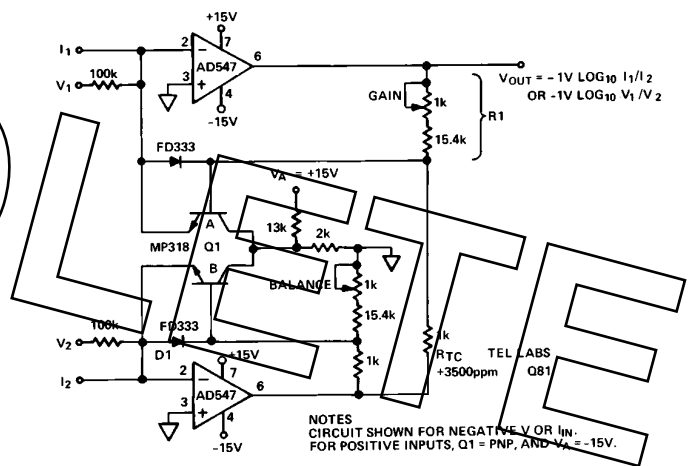 +15V
I1
2
7
6
AD547
V1
100k
3
4
-15V
VOUT = -1V LOG10 I1/I2
OR -1V LOG10 V1/V2
GAIN
1k
R1
15.4k
FD333
VA = +15V
A
13k
2k
MP318
Q1
B
BALANCE
1k
15.4k
100k
FD333
V2
D1
+15V
1k
1k
RTC
+3500ppm
TEL LABS
Q81
I2
2
7
6
AD547
3
4
-15V
NOTES
CIRCUIT SHOWN FOR NEGATIVE V OR IIN.
FOR POSITIVE INPUTS, Q1 = PNP, AND VA = -15V.
LETE